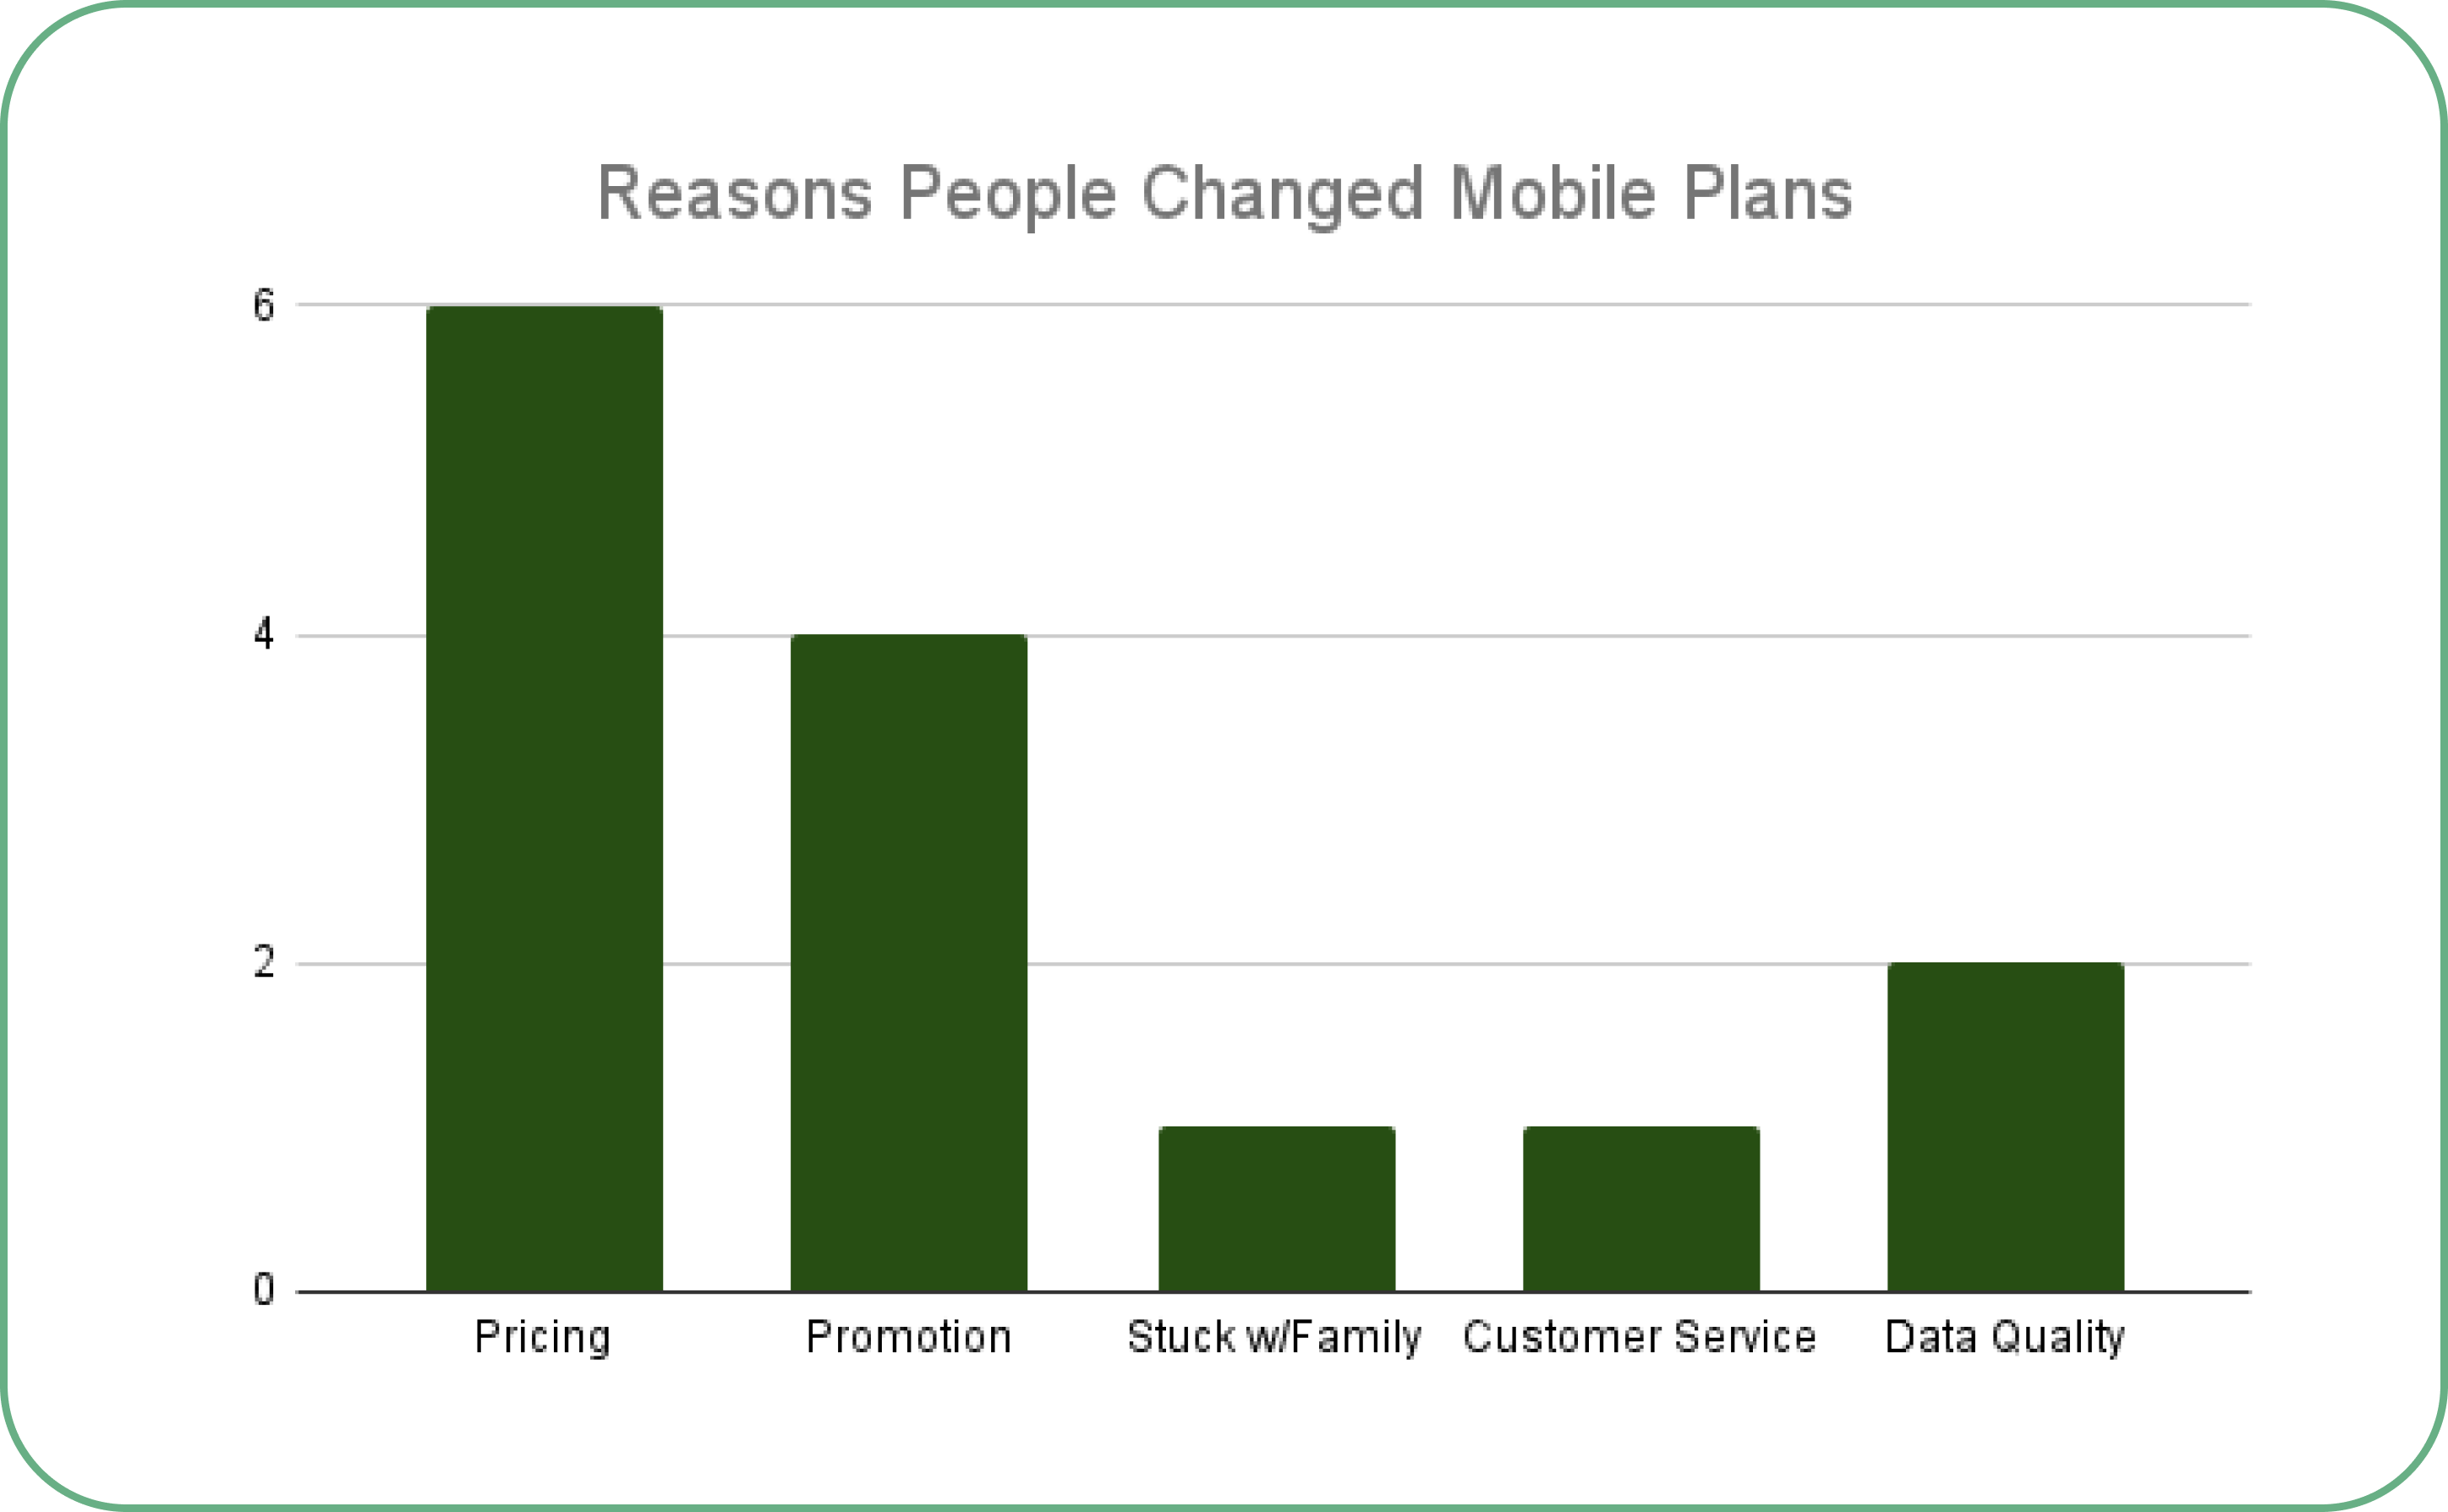 Reasons People Changed Mobile Plans
6
4
2
0
Pricing Promotion Stuck w/Family Customer Service Data Quality